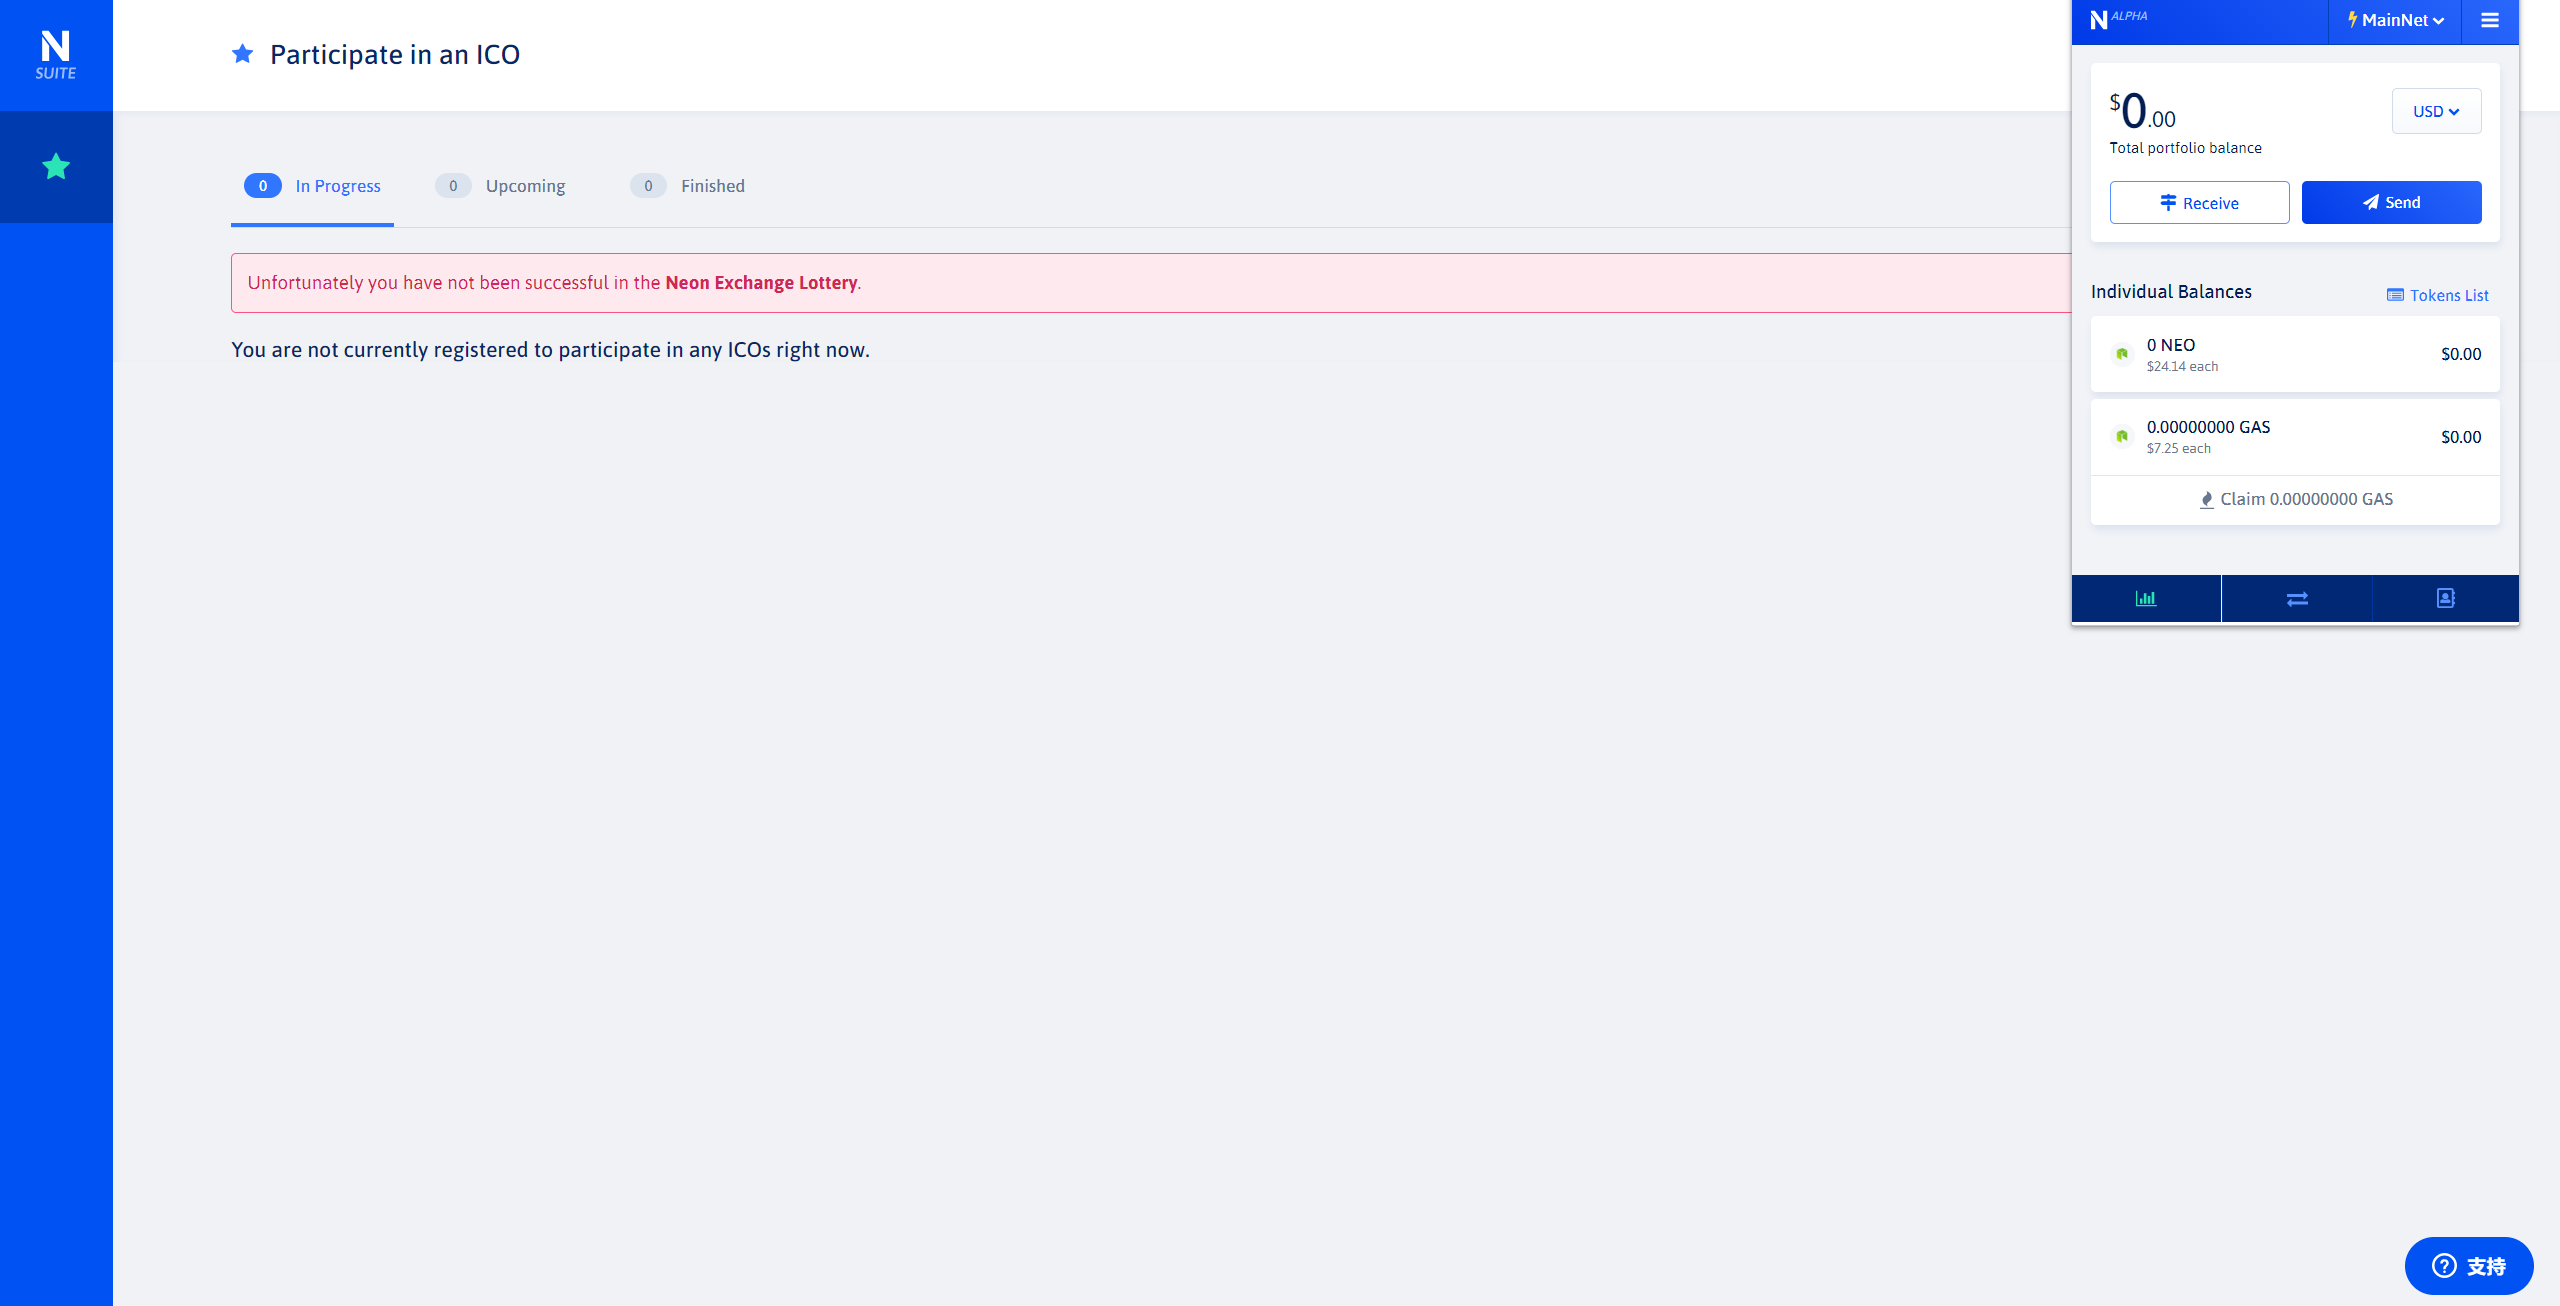 N
SUITE
Participate in an ICO
0 In Progress
0 Upcoming
0 Finished
Unfortunately you have not been successful in the Neon Exchange Lottery.
You are not currently registered to participate in any ICOs right now.
N ALPHA
MainNet
$0.00
USD
Total portfolio balance
Receive
Send
Individual Balances
Tokens List
0 NEO
$24.14 each
$0.00
0.00000000 GAS
$7.25 each
$0.00
Claim 0.00000000 GAS
支持